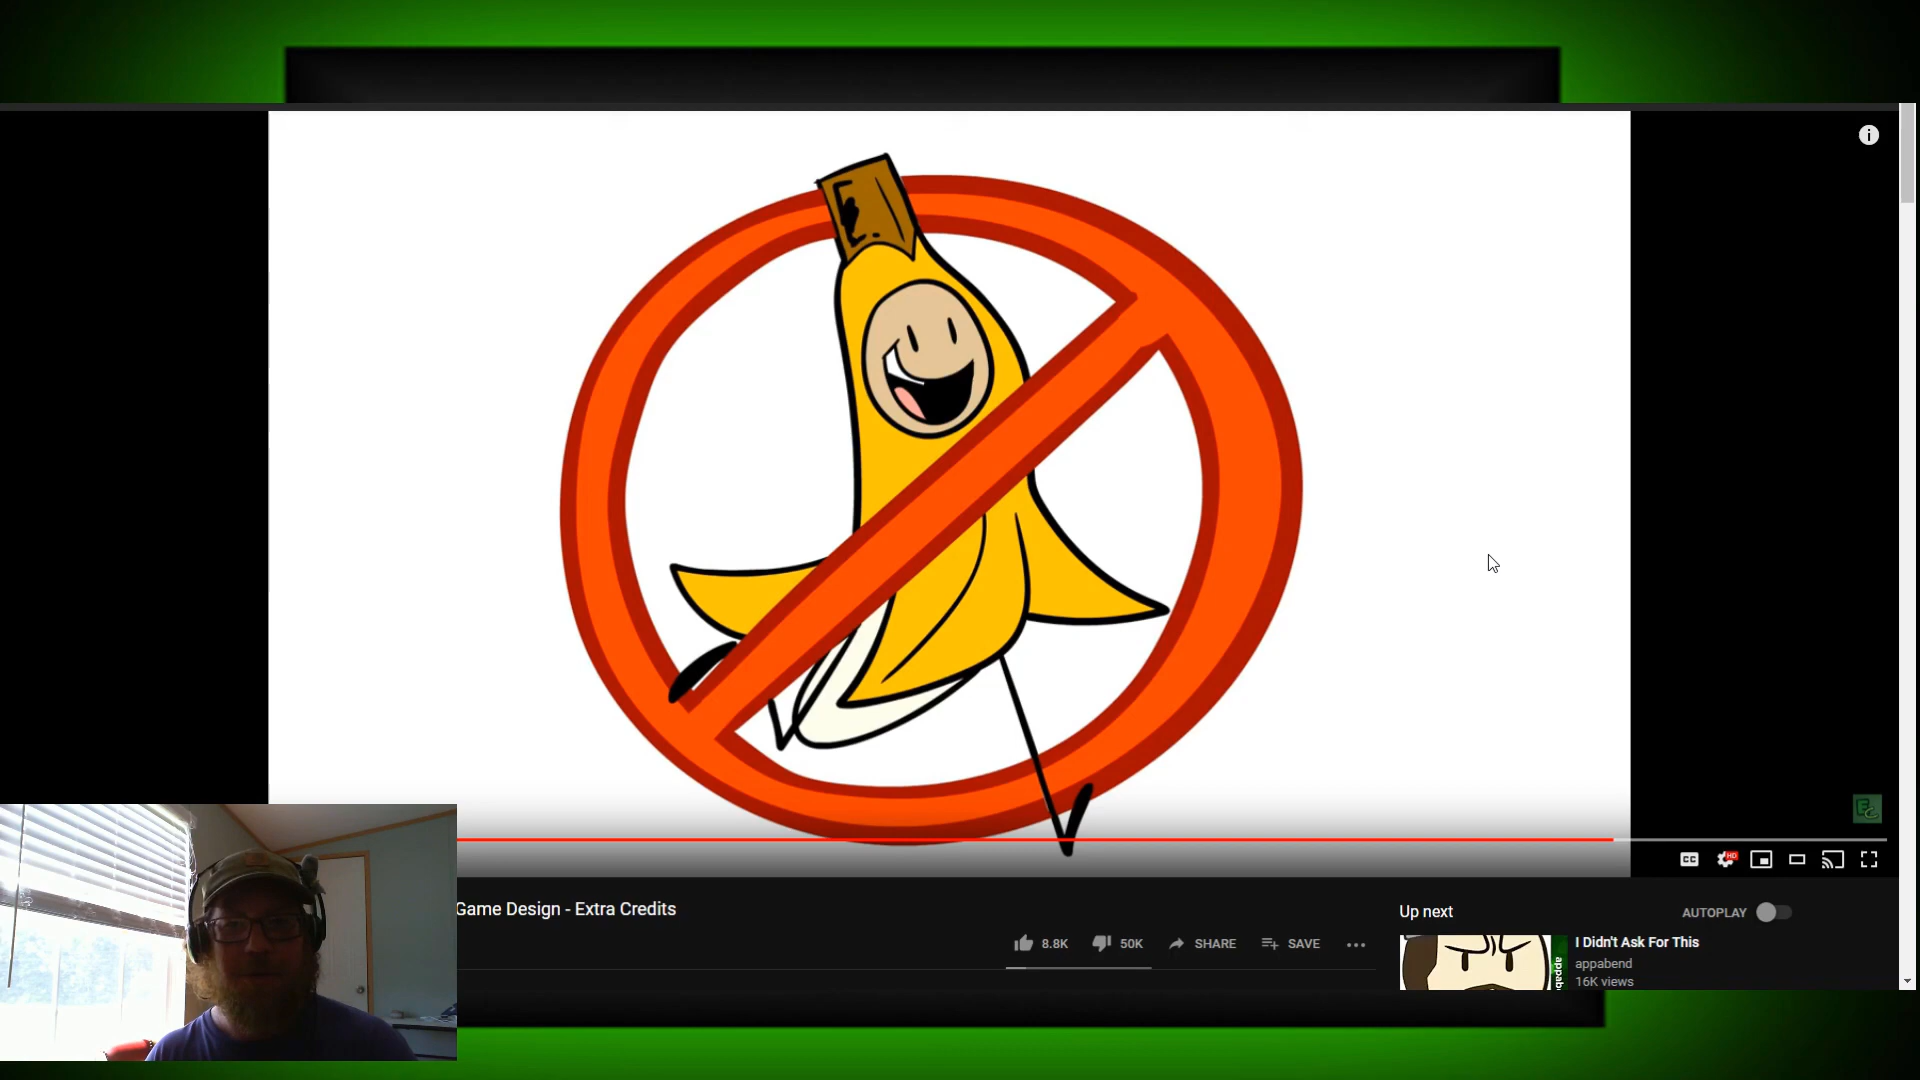 HD
Game Design - Extra Credits
8.8K
50K
SHARE
SAVE
Up next
AUTOPLAY
I Didn't Ask For This
appabend
16K views